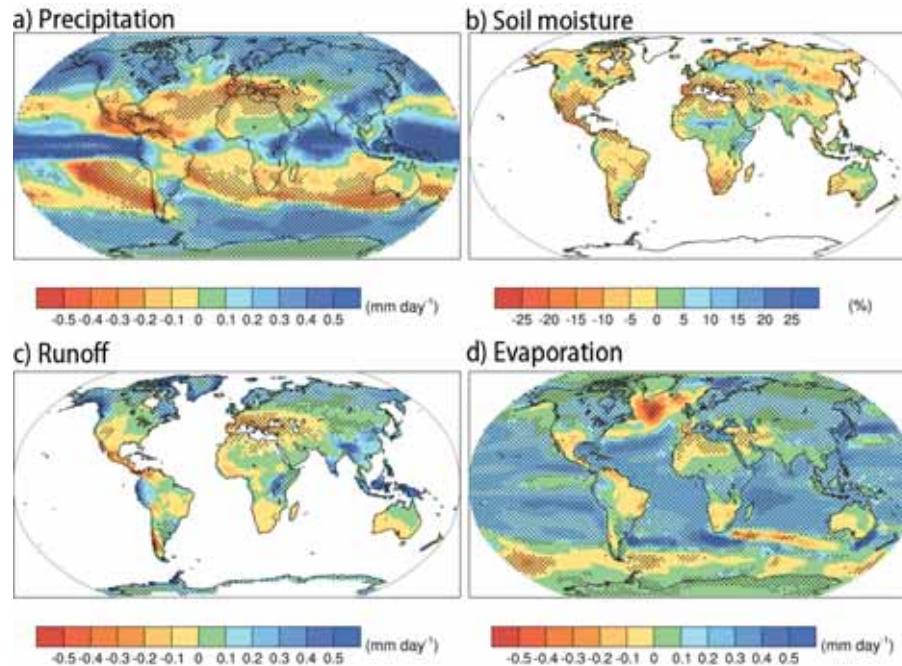 a) Precipitation
b) Soil moisture
-0.5 -0.4 -0.3 -0.2 -0.1 0 0.1 0.2 0.3 0.4 0.5 (mm day⁻¹)
-25 -20 -15 -10 -5 0 5 10 15 20 25 (%)
c) Runoff
d) Evaporation
-0.5 -0.4 -0.3 -0.2 -0.1 0 0.1 0.2 0.3 0.4 0.5 (mm day⁻¹)
-0.5 -0.4 -0.3 -0.2 -0.1 0 0.1 0.2 0.3 0.4 0.5 (mm day⁻¹)